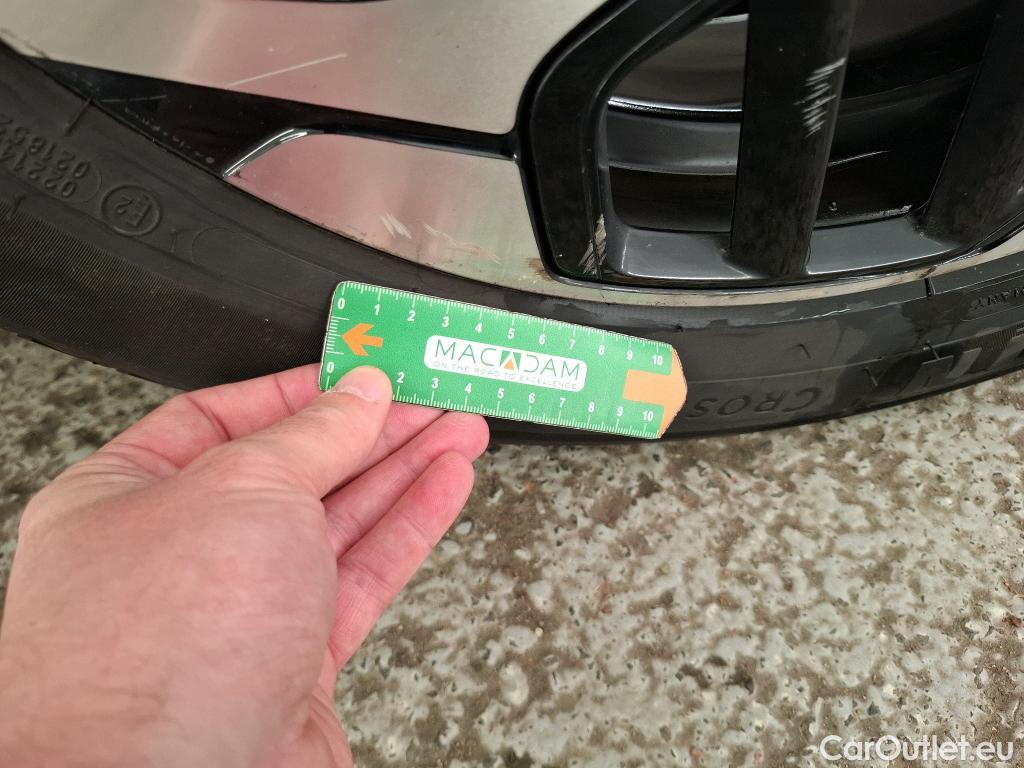 0 1 2 3 4 5 6 7 8 9 10
MACADAM
ON THE ROAD TO EXCELLENCE
0 2 3 4 5 6 7 8 9 10
E2
CROS
CarOutlet.eu